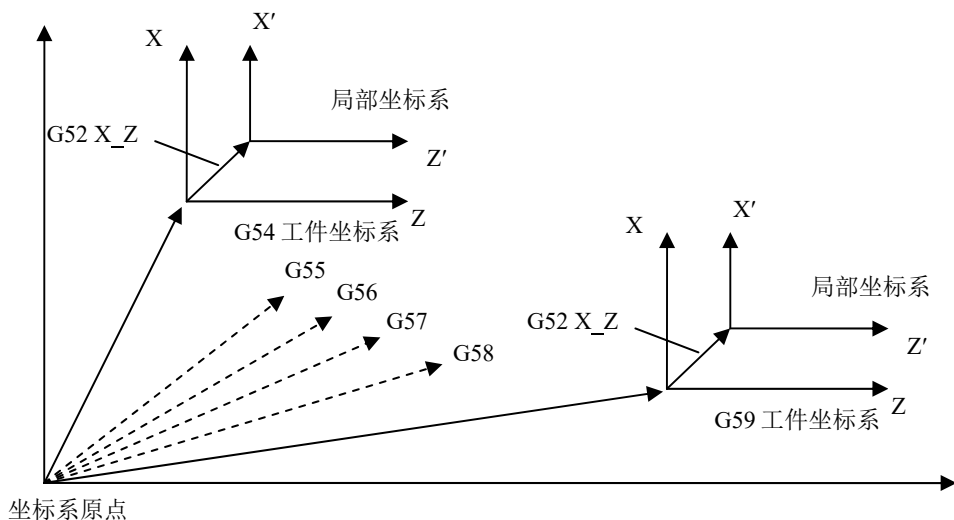 X
X′
局部坐标系
G52 X_Z
Z′
Z
G54 工件坐标系
X
X′
G55
G56
局部坐标系
G57
G52 X_Z
G58
Z′
Z
G59 工件坐标系
坐标系原点